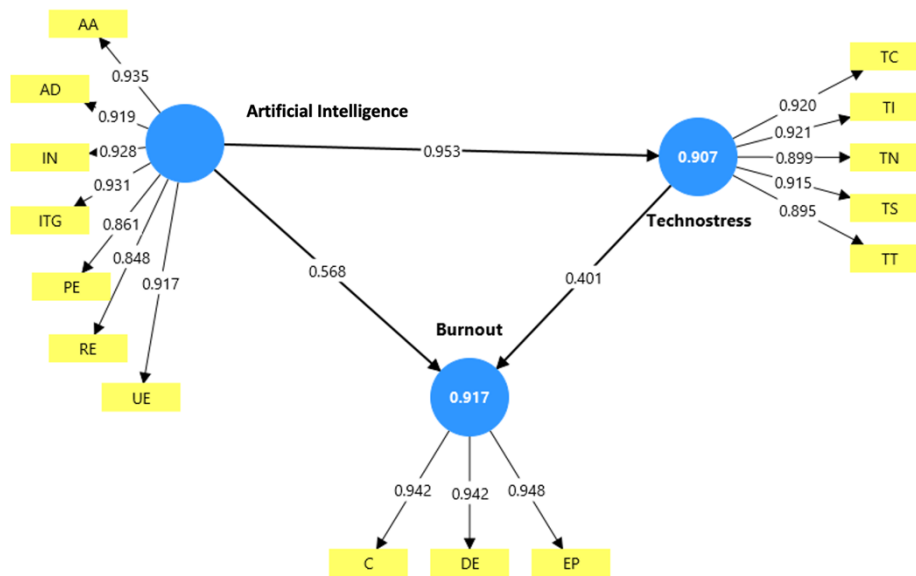 AA
0.935
AD
0.919
IN
0.928
ITG
0.931
PE
0.861
RE
0.848
UE
0.917
Artificial Intelligence
0.953
0.568
TC
0.920
TI
0.921
TN
0.899
TS
0.915
TT
0.895
0.907
Technostress
0.401
Burnout
0.917
0.942
0.942
0.948
C
DE
EP